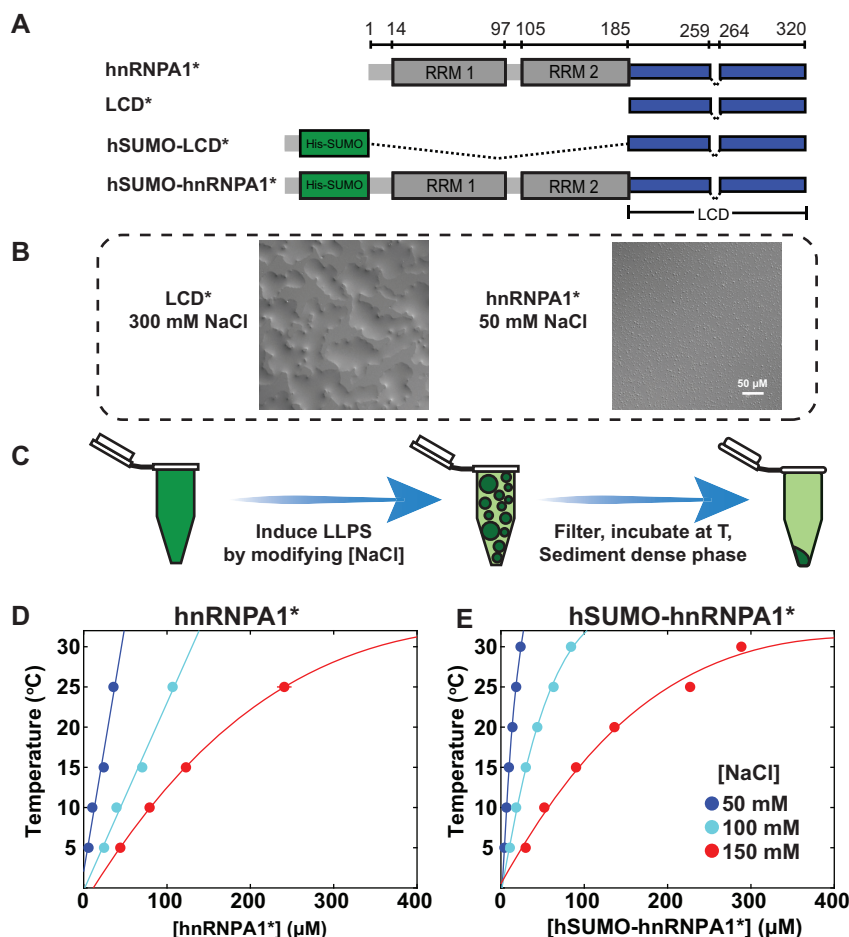 A
1 14 97 105 185 259 264 320
hnRNPA1*
RRM 1 RRM 2
LCD*
hSUMO-LCD*
His-SUMO
hSUMO-hnRNPA1*
His-SUMO RRM 1 RRM 2
LCD
B
LCD*
300 mM NaCl
hnRNPA1*
50 mM NaCl
50 µM
C
Induce LLPS
by modifying [NaCl]
Filter, incubate at T,
Sediment dense phase
D
hnRNPA1*
Temperature (°C)
30
25
20
15
10
5
0 100 200 300 400
[hnRNPA1*] (µM)
E
hSUMO-hnRNPA1*
Temperature (°C)
30
25
20
15
10
5
[NaCl]
50 mM
100 mM
150 mM
0 100 200 300 400
[hSUMO-hnRNPA1*] (µM)